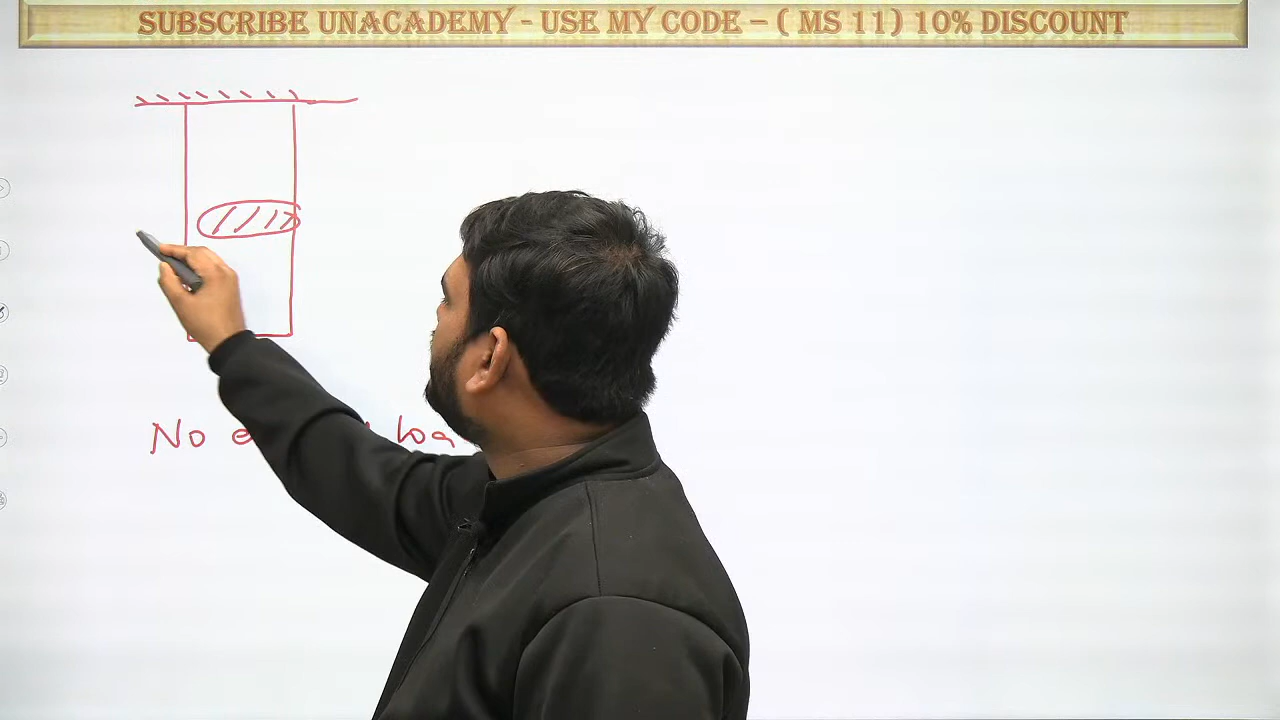 SUBSCRIBE UNACADEMY - USE MY CODE – ( MS 11) 10% DISCOUNT
No